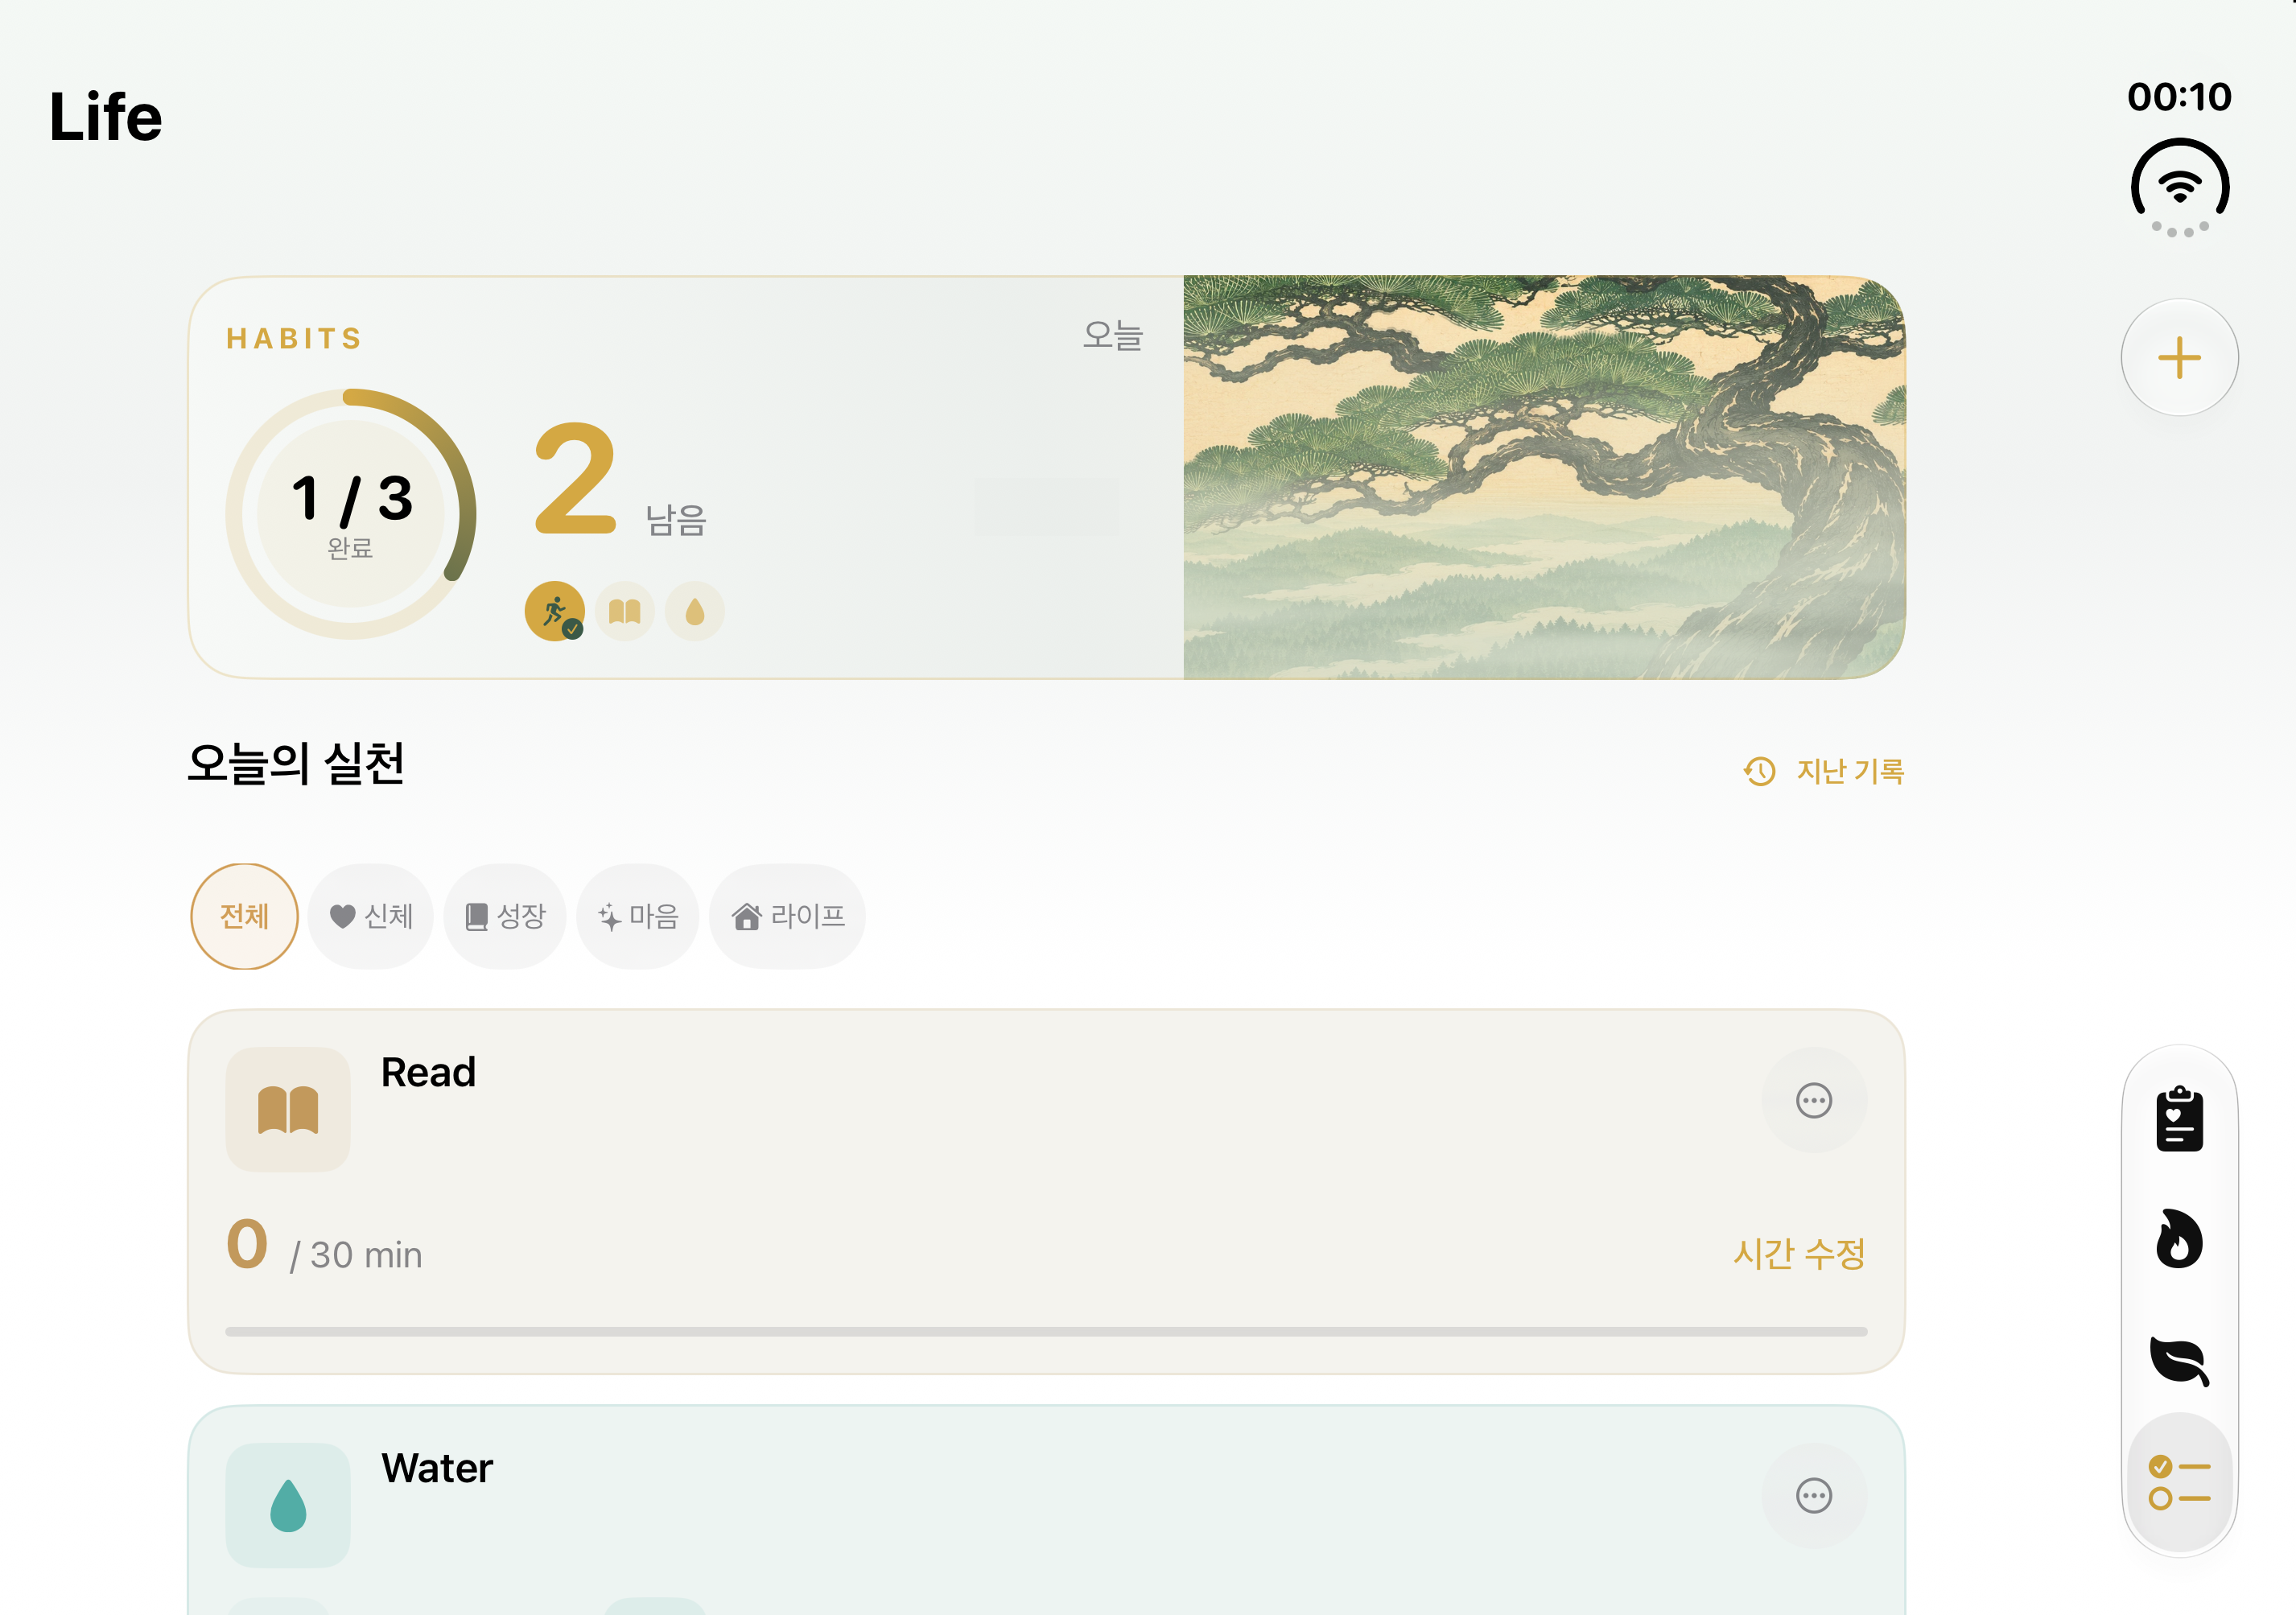 Life
00:10
HABITS
오늘
1 / 3
완료
2 남음
오늘의 실천
지난 기록
전체
신체
성장
마음
라이프
Read
0 / 30 min
시간 수정
Water